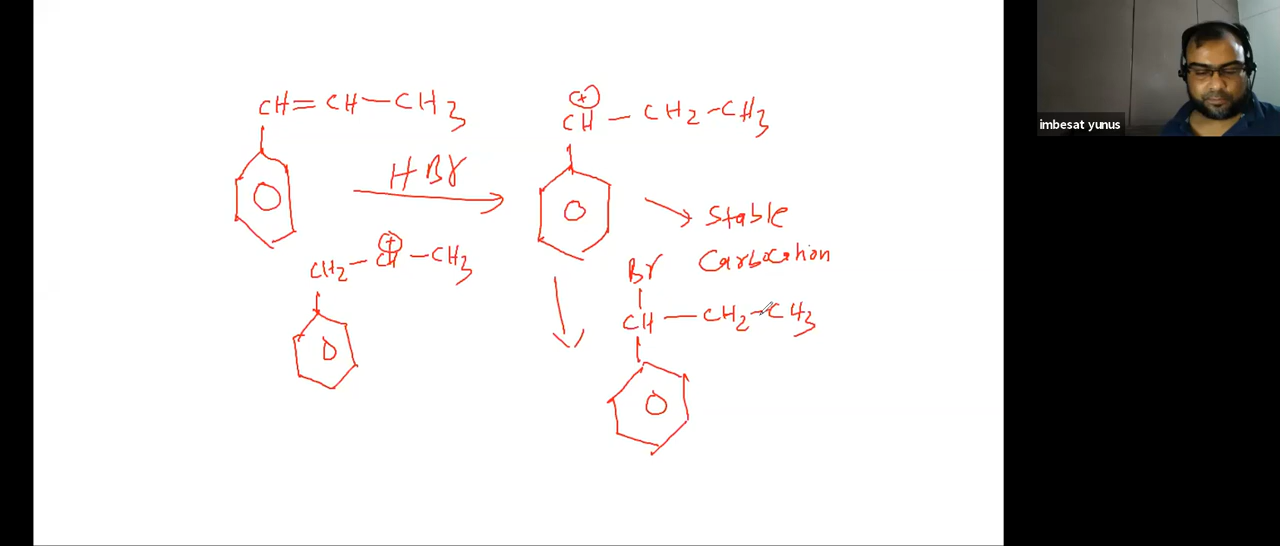 CH=CH-CH3
HBr
CH2-CH-CH3
+
+
CH-CH2-CH3
Stable
Carbocation
Br
CH-CH2-CH3
imbesat yunus